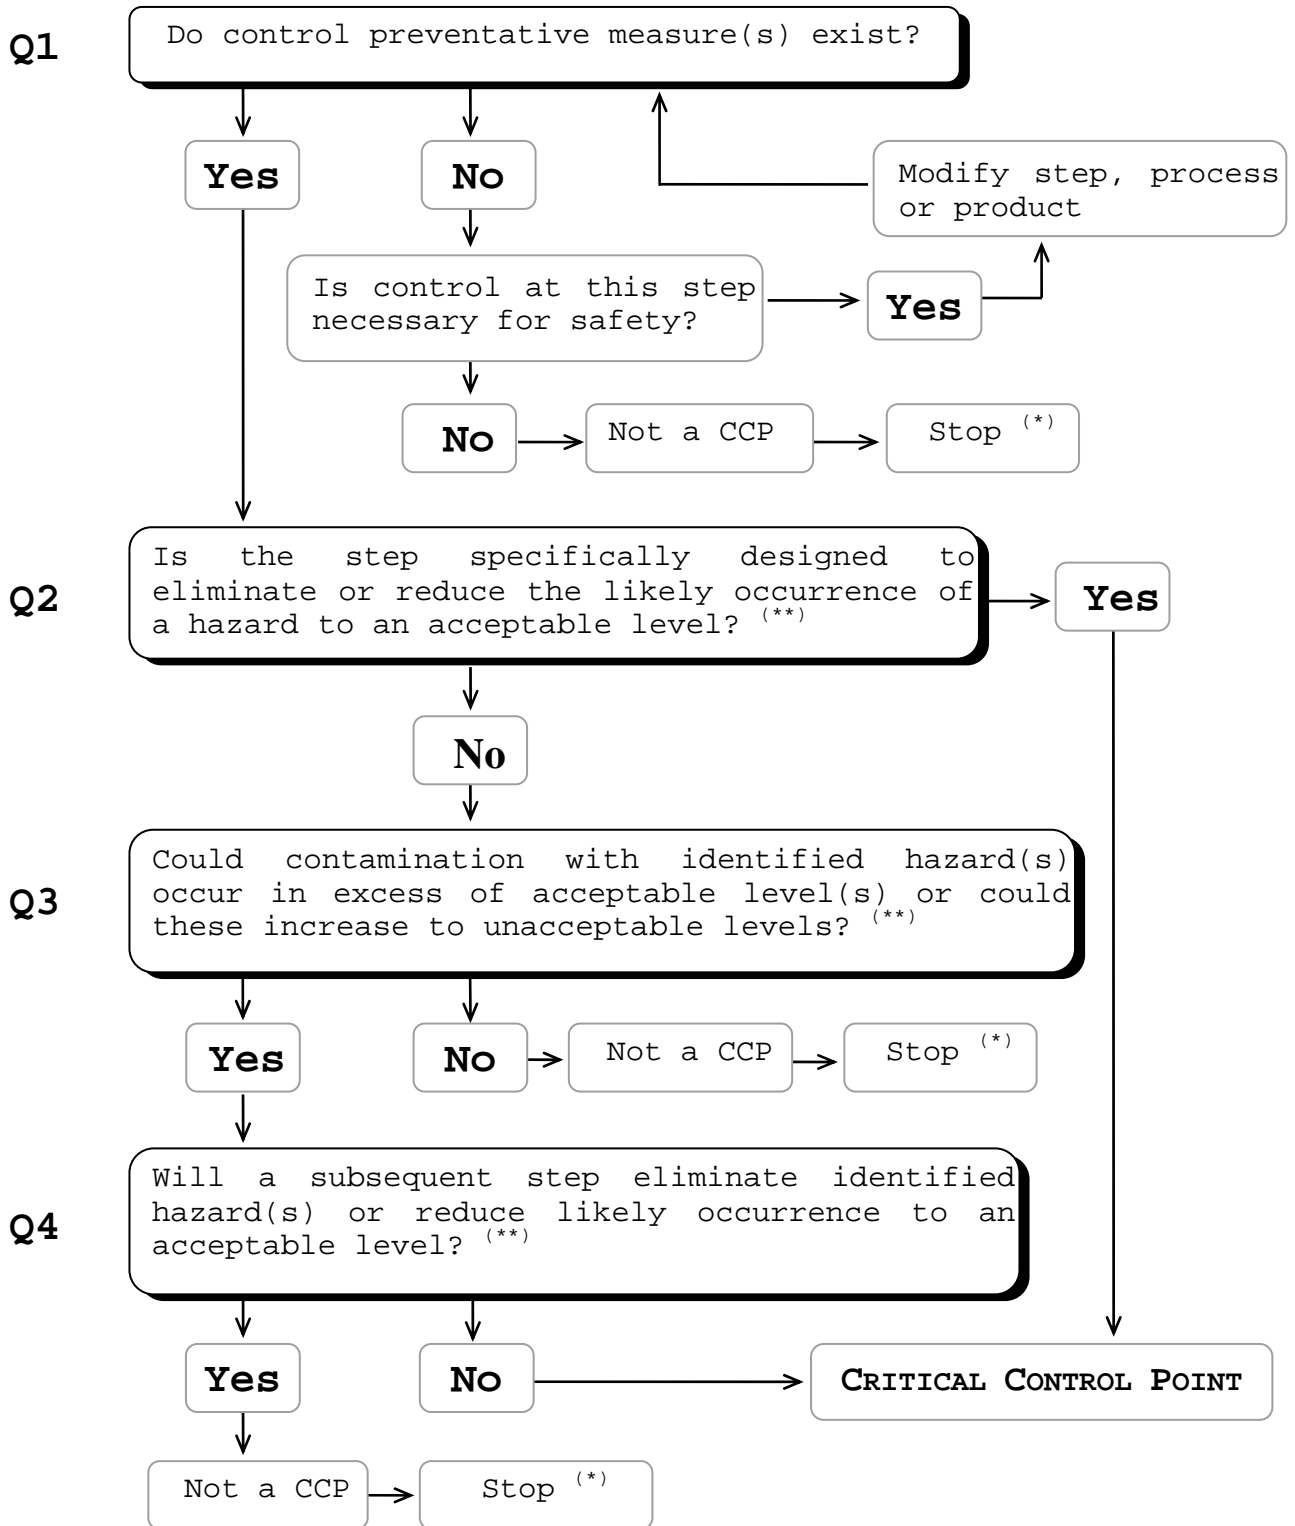 Q1
Do control preventative measure(s) exist?
Yes
No
Modify step, process
or product
Is control at this step
necessary for safety?
Yes
No
Not a CCP
Stop (*)
Q2
Is the step specifically designed to
eliminate or reduce the likely occurrence of
a hazard to an acceptable level? (**)
Yes
No
Q3
Could contamination with identified hazard(s)
occur in excess of acceptable level(s) or could
these increase to unacceptable levels? (**)
Yes
No
Not a CCP
Stop (*)
Q4
Will a subsequent step eliminate identified
hazard(s) or reduce likely occurrence to an
acceptable level? (**)
Yes
No
CRITICAL CONTROL POINT
Not a CCP
Stop (*)